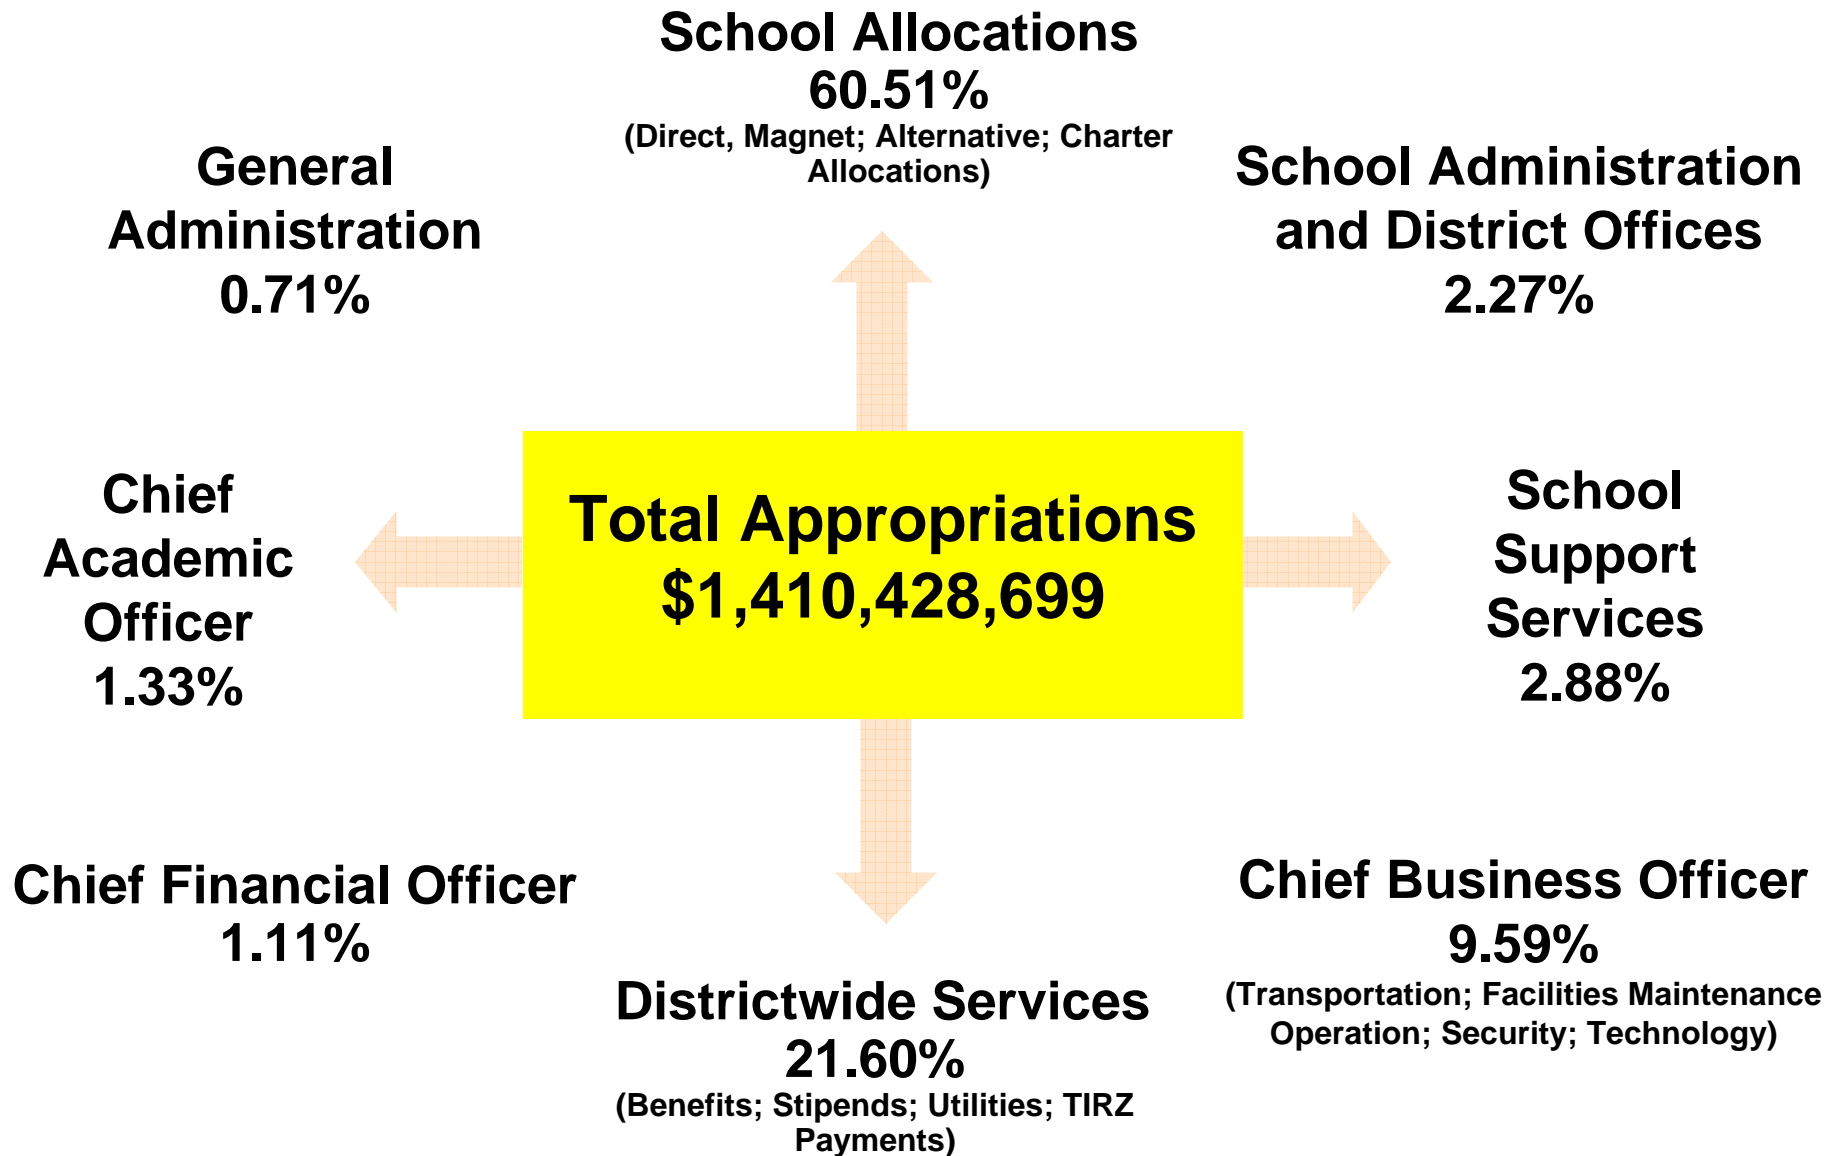 School Allocations
60.51%
(Direct, Magnet; Alternative; Charter
Allocations)
General
Administration
0.71%
School Administration
and District Offices
2.27%
Chief
Academic
Officer
1.33%
Total Appropriations
$1,410,428,699
School
Support
Services
2.88%
Chief Financial Officer
1.11%
Districtwide Services
21.60%
(Benefits; Stipends; Utilities; TIRZ
Payments)
Chief Business Officer
9.59%
(Transportation; Facilities Maintenance
Operation; Security; Technology)